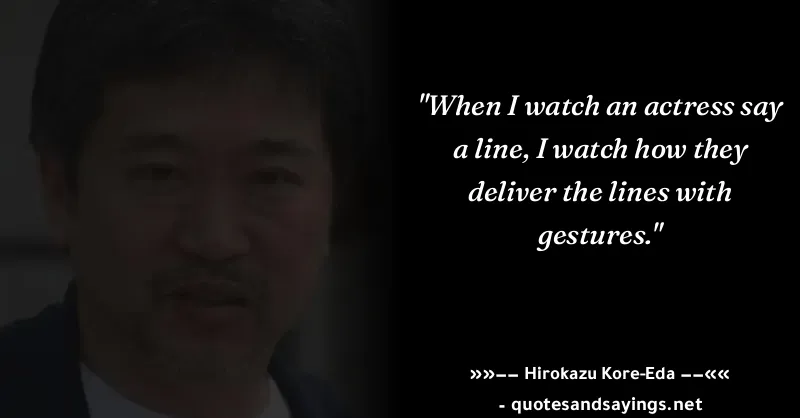 "When I watch an actress say
a line, I watch how they
deliver the lines with
gestures."
»»–– Hirokazu Kore-Eda ––««
- quotesandsayings.net